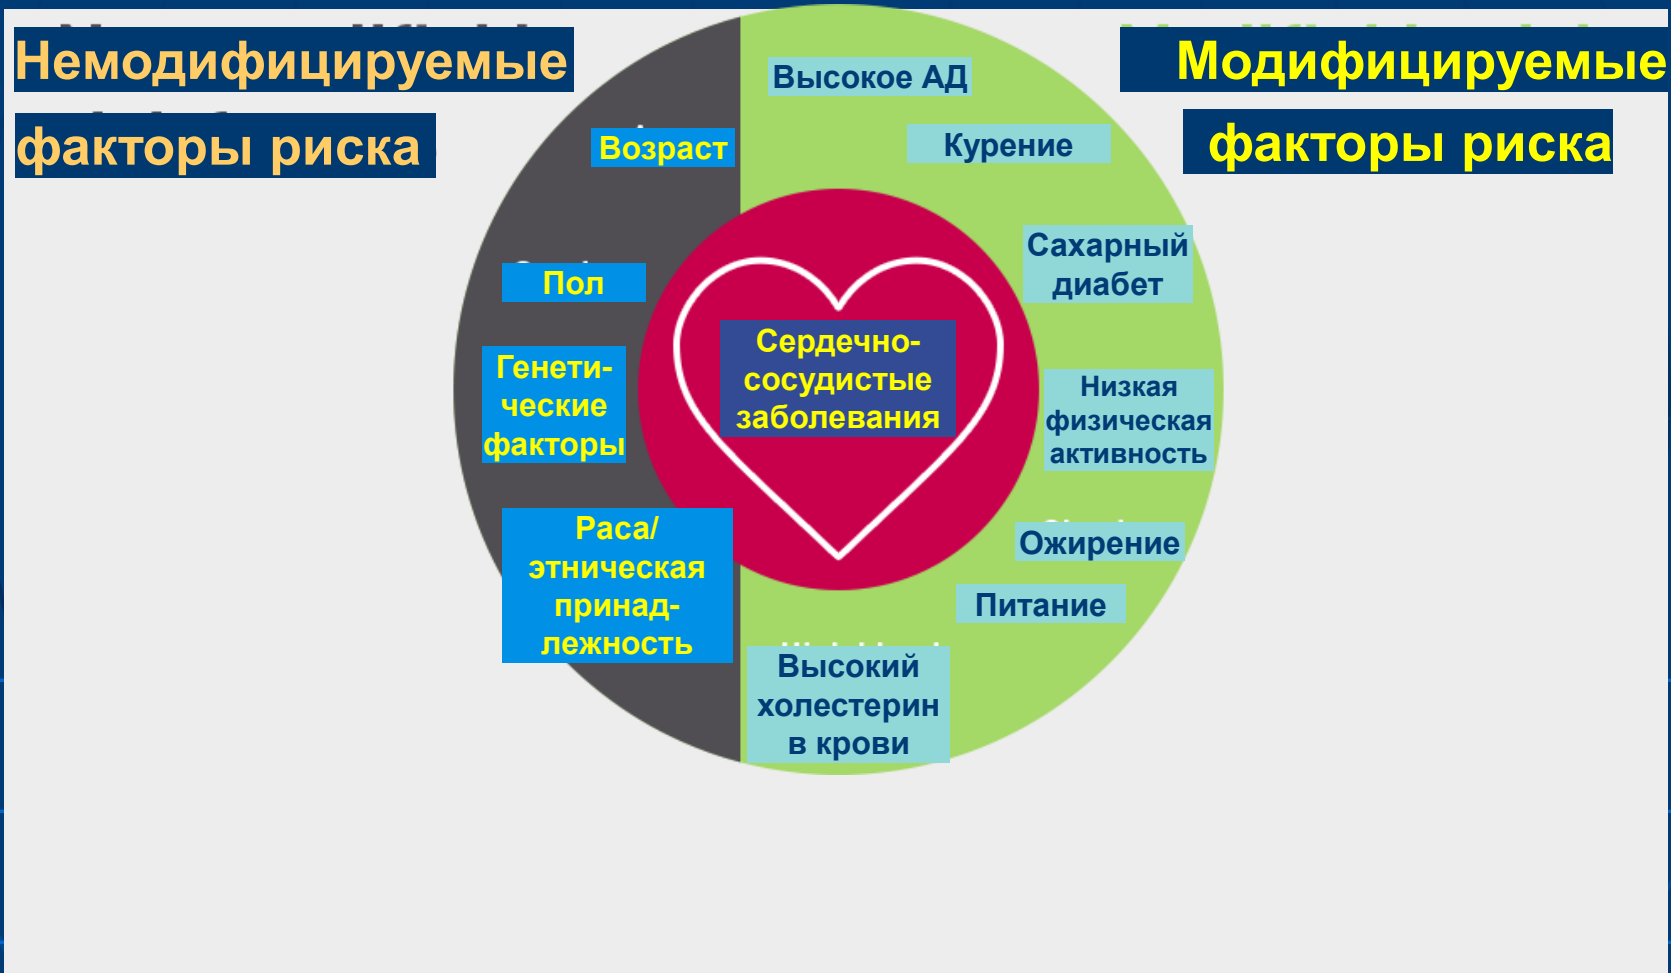 Немодифицируемые
факторы риска
Модифицируемые
факторы риска
Возраст
Пол
Генети-
ческие
факторы
Раса/
этническая
принад-
лежность
Сердечно-
сосудистые
заболевания
Высокое АД
Курение
Сахарный
диабет
Низкая
физическая
активность
Ожирение
Питание
Высокий
холестерин
в крови